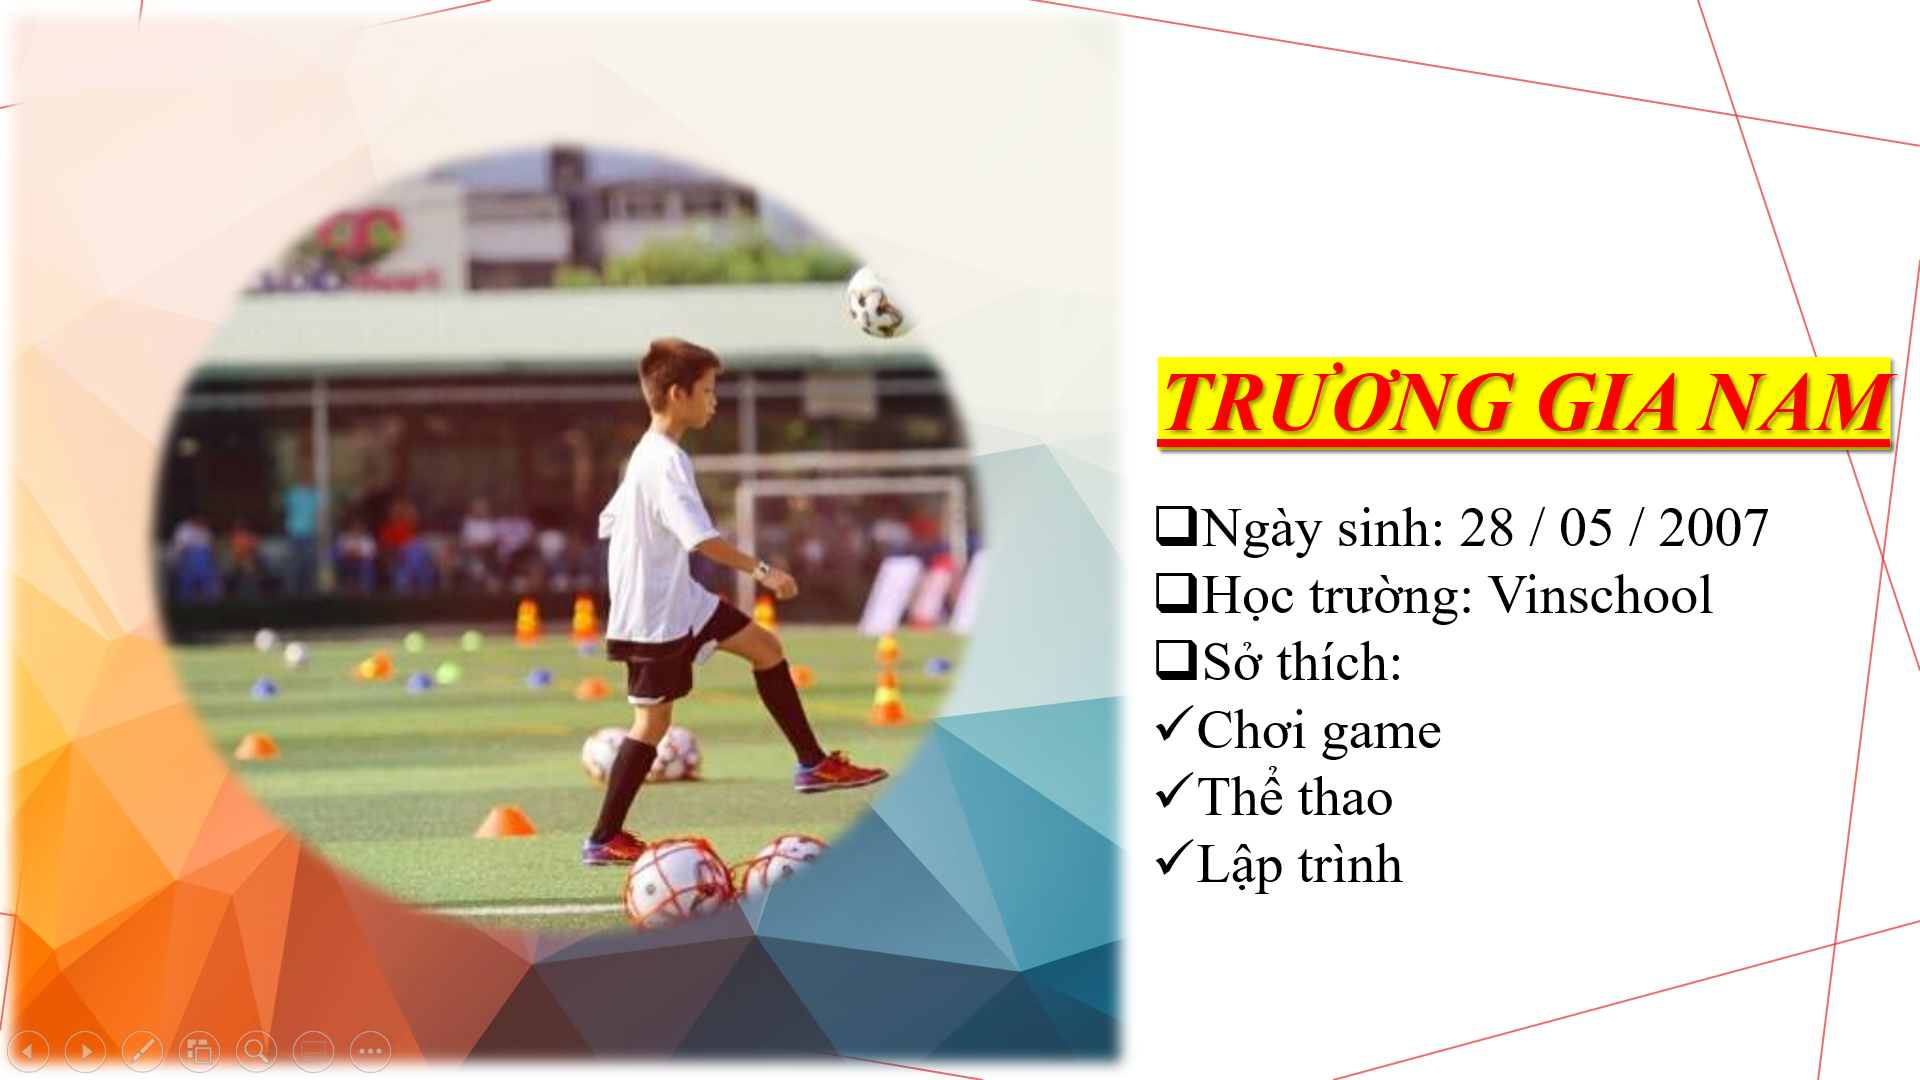 TRƯƠNG GIA NAM
Ngày sinh: 28 / 05 / 2007
Học trường: Vinschool
Sở thích:
Chơi game
Thể thao
Lập trình